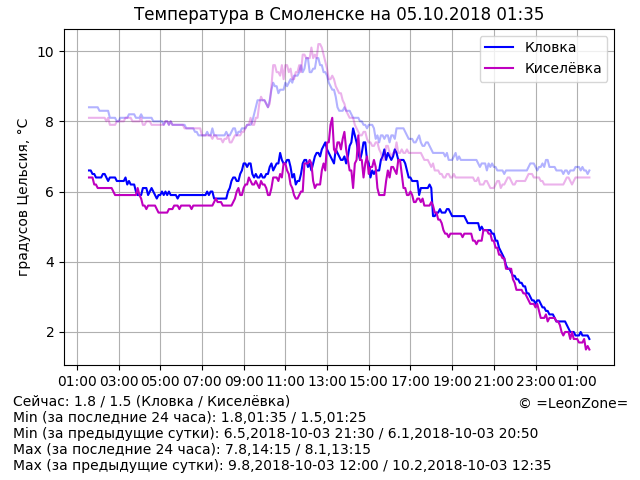 Температура в Смоленске на 05.10.2018 01:35
Кловка
Киселёвка
градусов Цельсия, °C
10
8
6
4
2
01:00 03:00 05:00 07:00 09:00 11:00 13:00 15:00 17:00 19:00 21:00 23:00 01:00
Сейчас: 1.8 / 1.5 (Кловка / Киселёвка)
© =LeonZone=
Min (за последние 24 часа): 1.8,01:35 / 1.5,01:25
Min (за предыдущие сутки): 6.5,2018-10-03 21:30 / 6.1,2018-10-03 20:50
Max (за последние 24 часа): 7.8,14:15 / 8.1,13:15
Max (за предыдущие сутки): 9.8,2018-10-03 12:00 / 10.2,2018-10-03 12:35